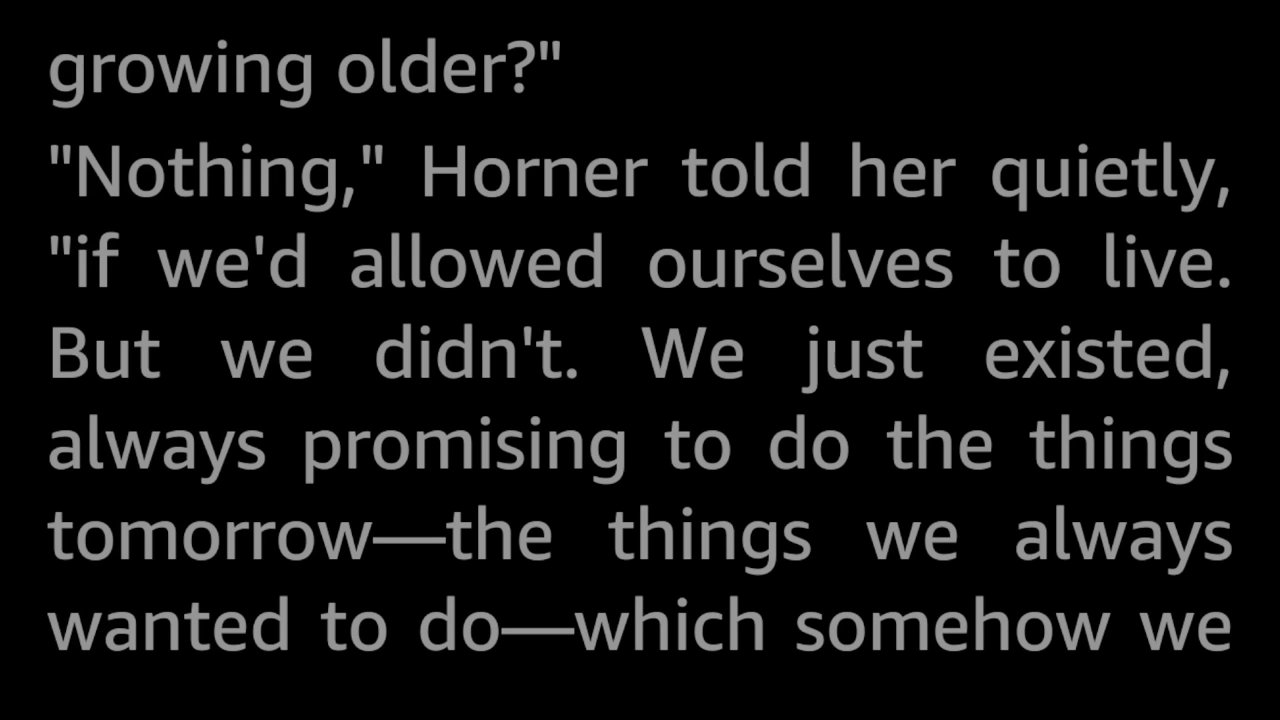 growing older?"
"Nothing," Horner told her quietly,
"if we'd allowed ourselves to live.
But we didn't. We just existed,
always promising to do the things
tomorrow—the things we always
wanted to do—which somehow we